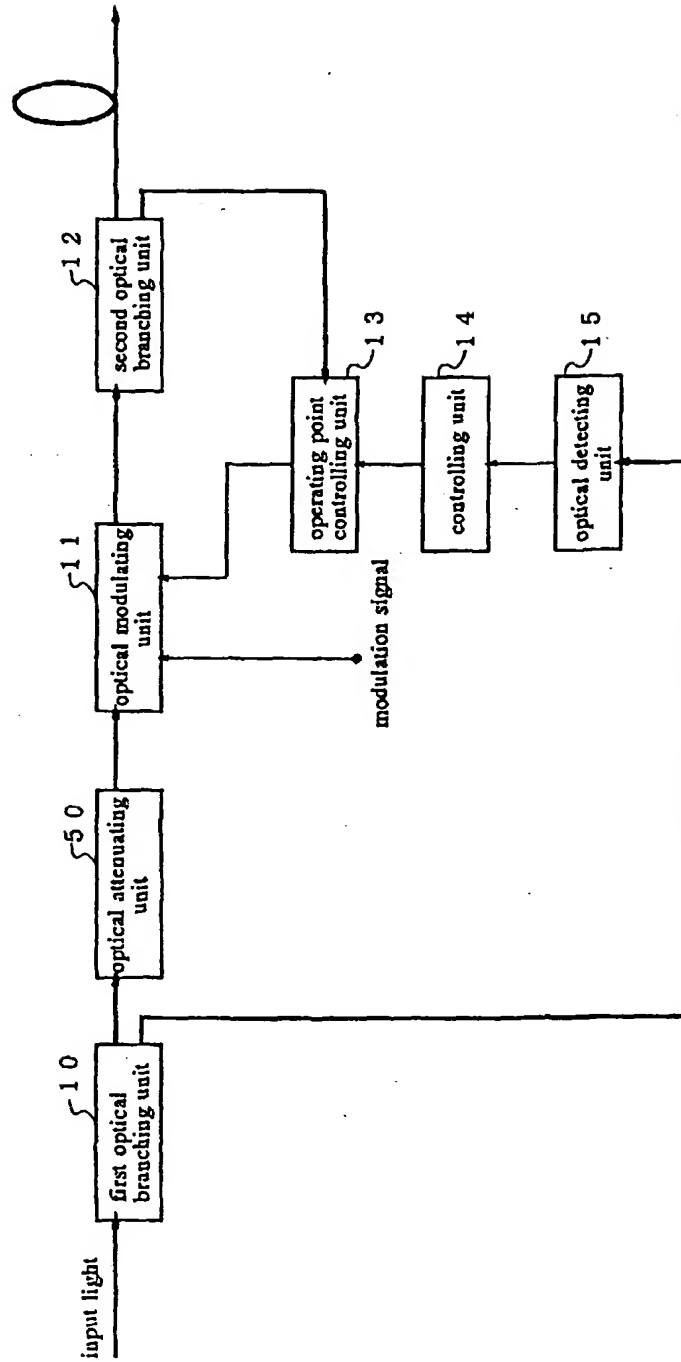 input light
10
first optical
branching unit
50
optical attenuating
unit
11
optical modulating
unit
12
second optical
branching unit
modulation signal
operating point
controlling unit
13
controlling unit
14
optical detecting
unit
15